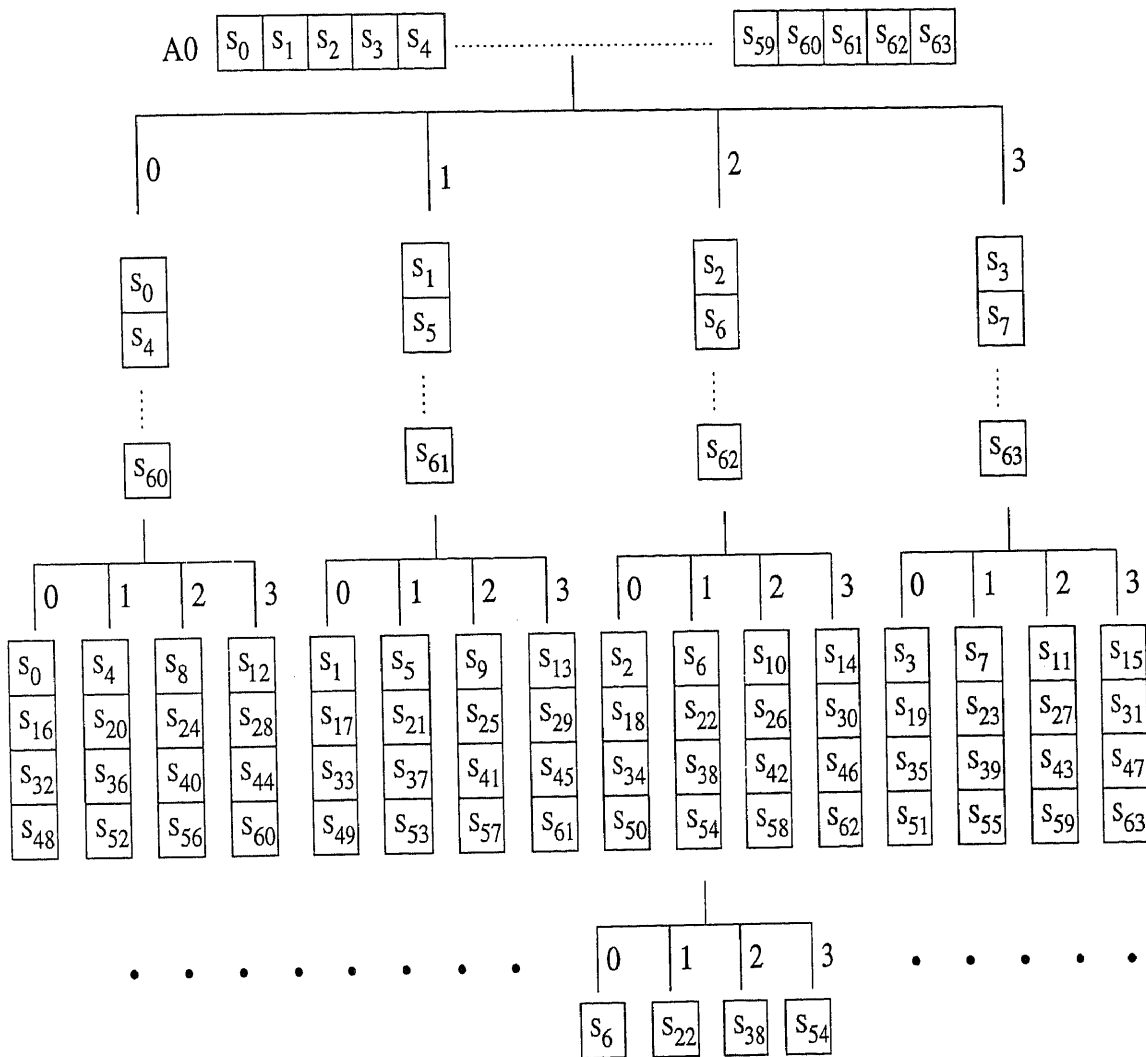 A0 S0 S1 S2 S3 S4 S59 S60 S61 S62 S63
0 1 2 3
S0 S1 S2 S3
S4 S5 S6 S7
S60 S61 S62 S63
0 1 2 3 0 1 2 3 0 1 2 3 0 1 2 3
S0 S4 S8 S12 S1 S5 S9 S13 S2 S6 S10 S14 S3 S7 S11 S15
S16 S20 S24 S28 S17 S21 S25 S29 S18 S22 S26 S30 S19 S23 S27 S31
S32 S36 S40 S44 S33 S37 S41 S45 S34 S38 S42 S46 S35 S39 S43 S47
S48 S52 S56 S60 S49 S53 S57 S61 S50 S54 S58 S62 S51 S55 S59 S63
0 1 2 3
S6 S22 S38 S54